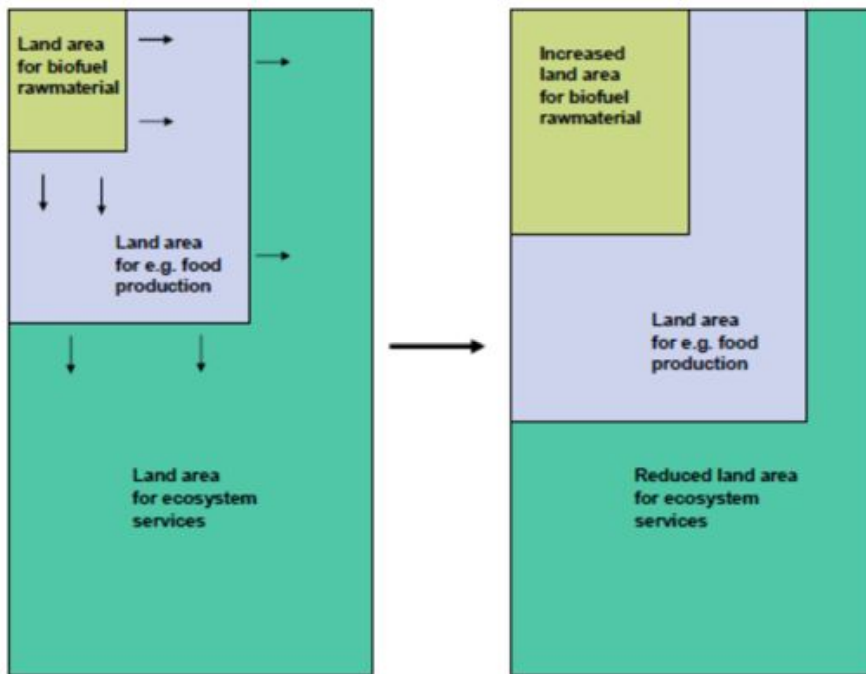 Land area
for biofuel
rawmaterial
Land area
for e.g. food
production
Land area
for ecosystem
services
Increased
land area
for biofuel
rawmaterial
Land area
for e.g. food
production
Reduced land area
for ecosystem
services